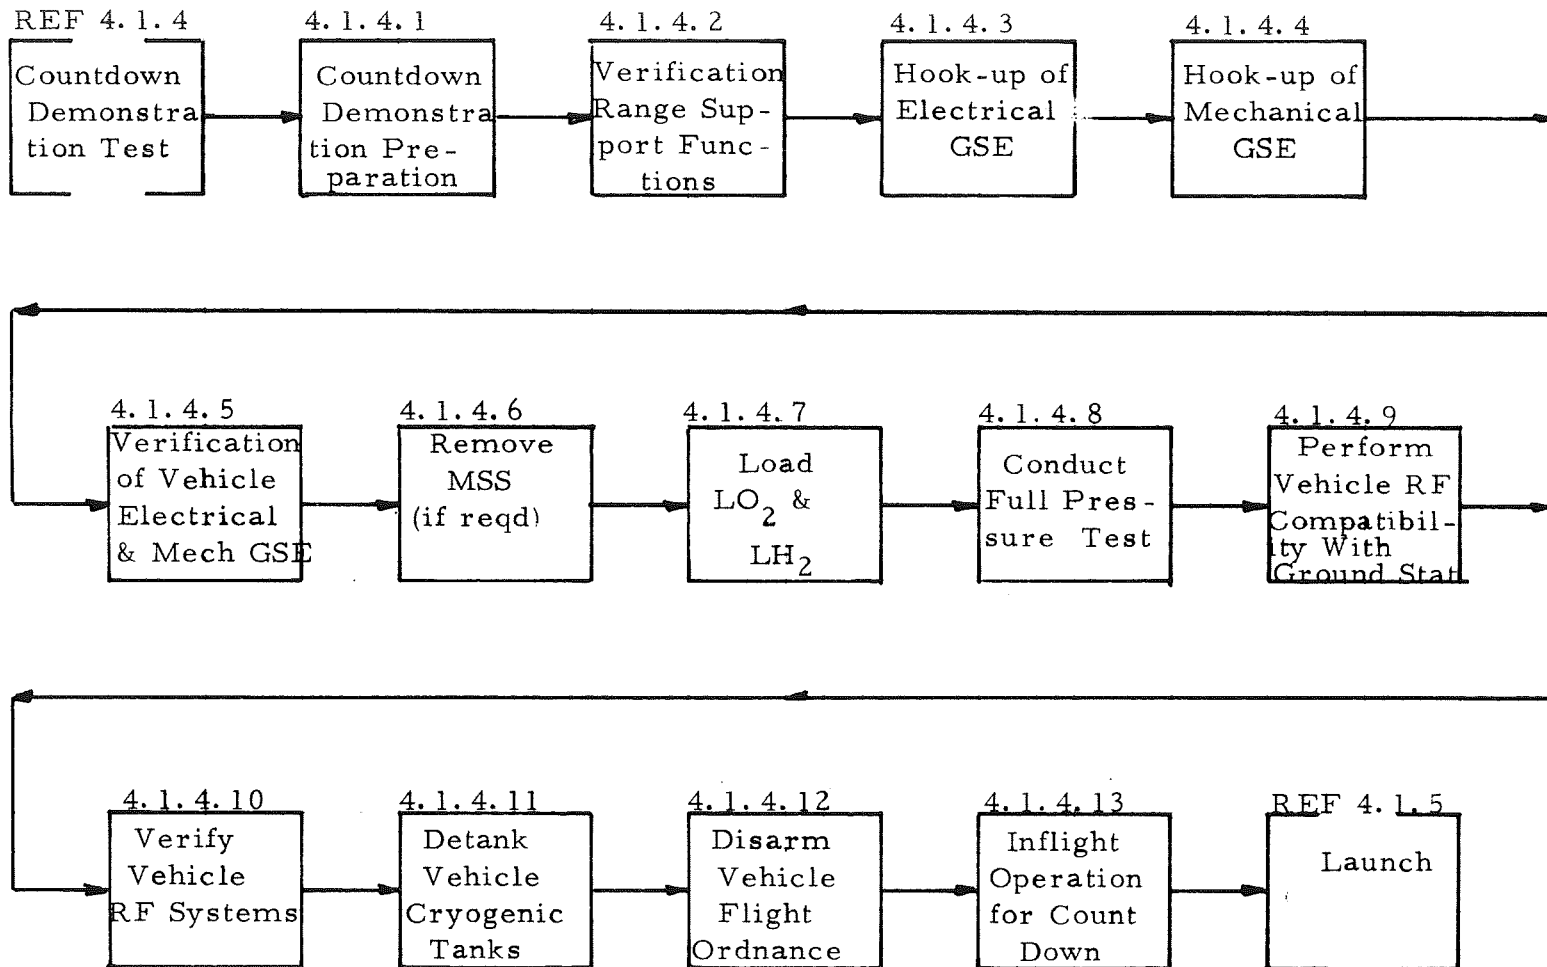 REF 4.1.4
Countdown
Demonstra
tion Test
4.1.4.1
Countdown
Demonstra
tion Pre-
paration
4.1.4.2
Verification
Range Sup-
port Func-
tions
4.1.4.3
Hook-up of
Electrical
GSE
4.1.4.4
Hook-up of
Mechanical
GSE
4.1.4.5
Verification
of Vehicle
Electrical
& Mech GSE
4.1.4.6
Remove
MSS
(if reqd)
4.1.4.7
Load
LO2 &
LH2
4.1.4.8
Conduct
Full Pres-
sure Test
4.1.4.9
Perform
Vehicle RF
Compatibil-
ity With
Ground Stat
4.1.4.10
Verify
Vehicle
RF Systems
4.1.4.11
Detank
Vehicle
Cryogenic
Tanks
4.1.4.12
Disarm
Vehicle
Flight
Ordnance
4.1.4.13
Inflight
Operation
for Count
Down
REF 4.1.5
Launch